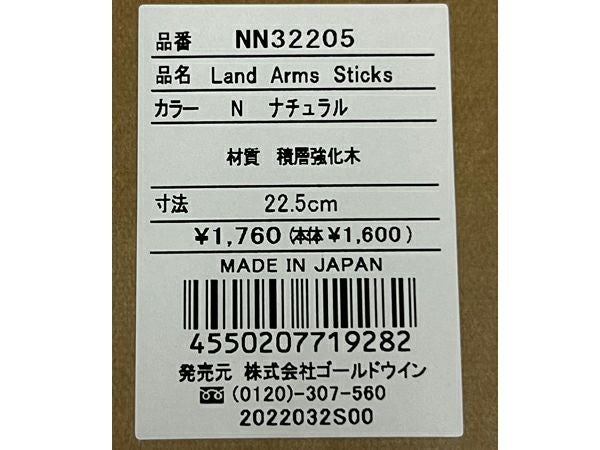 品番 NN32205
品名 Land Arms Sticks
カラー N ナチュラル
材質 積層強化木
寸法 22.5cm
¥1,760(本体¥1,600)
MADE IN JAPAN
4550207719282
発売元 株式会社ゴールドウイン
(0120)-307-560
2022032S00